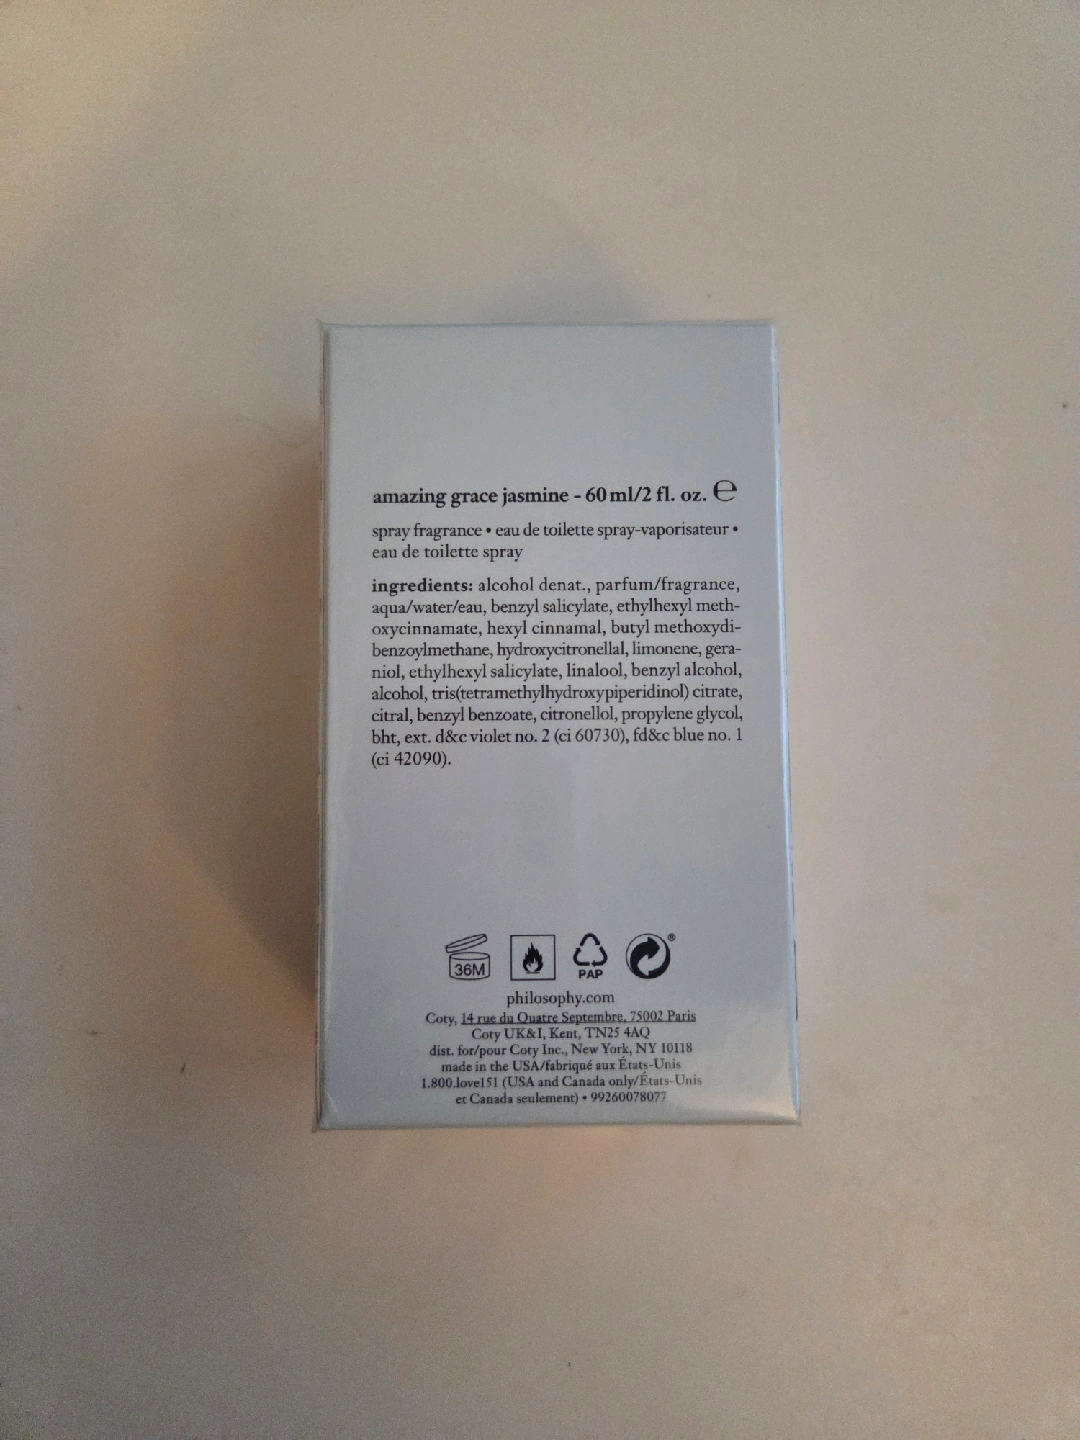 amazing grace jasmine - 60 ml/2 fl. oz. ℮
spray fragrance • eau de toilette spray-vaporisateur •
eau de toilette spray
ingredients: alcohol denat., parfum/fragrance,
aqua/water/eau, benzyl salicylate, ethylhexyl meth-
oxycinnamate, hexyl cinnamal, butyl methoxydi-
benzoylmethane, hydroxycitronellal, limonene, gera-
niol, ethylhexyl salicylate, linalool, benzyl alcohol,
alcohol, tris(tetramethylhydroxypiperidinol) citrate,
citral, benzyl benzoate, citronellol, propylene glycol,
bht, ext. d&c violet no. 2 (ci 60730), fd&c blue no. 1
(ci 42090).
36M
PAP
®
philosophy.com
Coty, 14 rue du Quatre Septembre, 75002 Paris
Coty UK&I, Kent, TN25 4AQ
dist. for/pour Coty Inc., New York, NY 10118
made in the USA/fabriqué aux États-Unis
1.800.love151 (USA and Canada only/États-Unis
et Canada seulement) • 99260078077